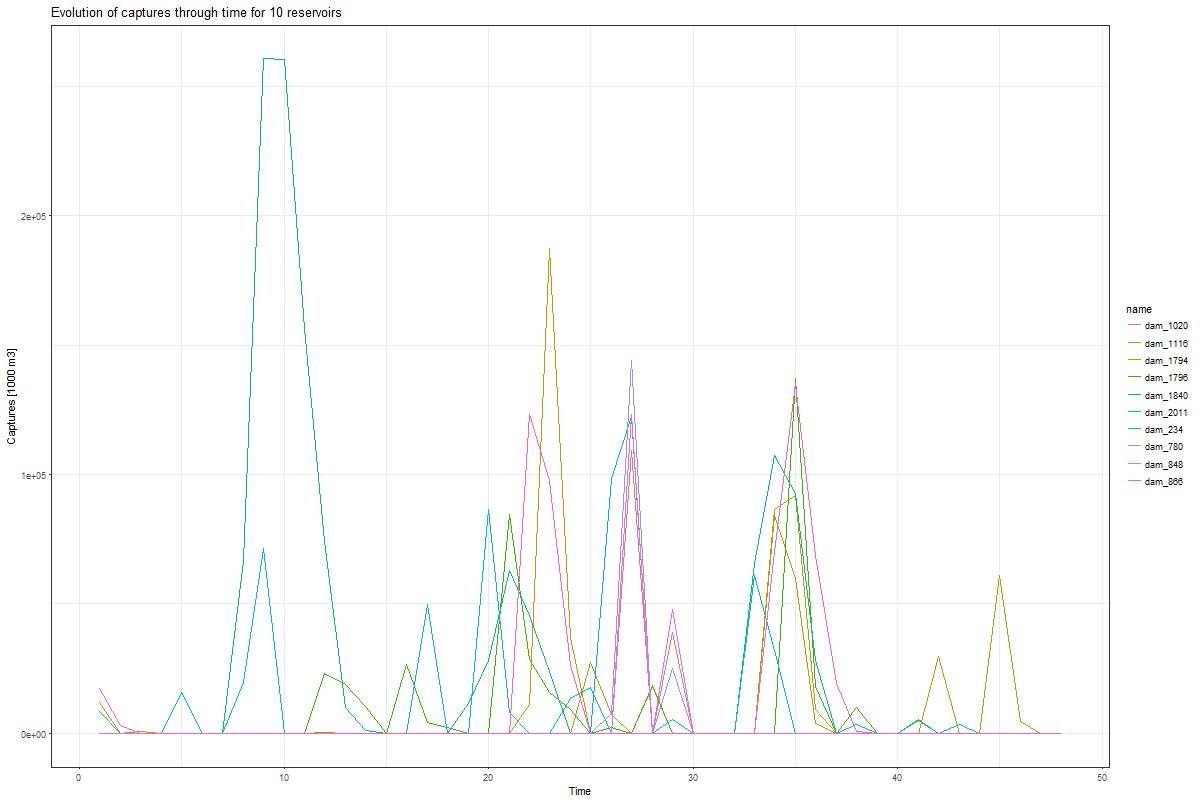 Evolution of captures through time for 10 reservoirs
Captures [1000 m3]
2e+05
1e+05
0e+00
0 10 20 30 40 50
Time
name
dam_1020
dam_1116
dam_1794
dam_1796
dam_1840
dam_2011
dam_234
dam_780
dam_848
dam_866